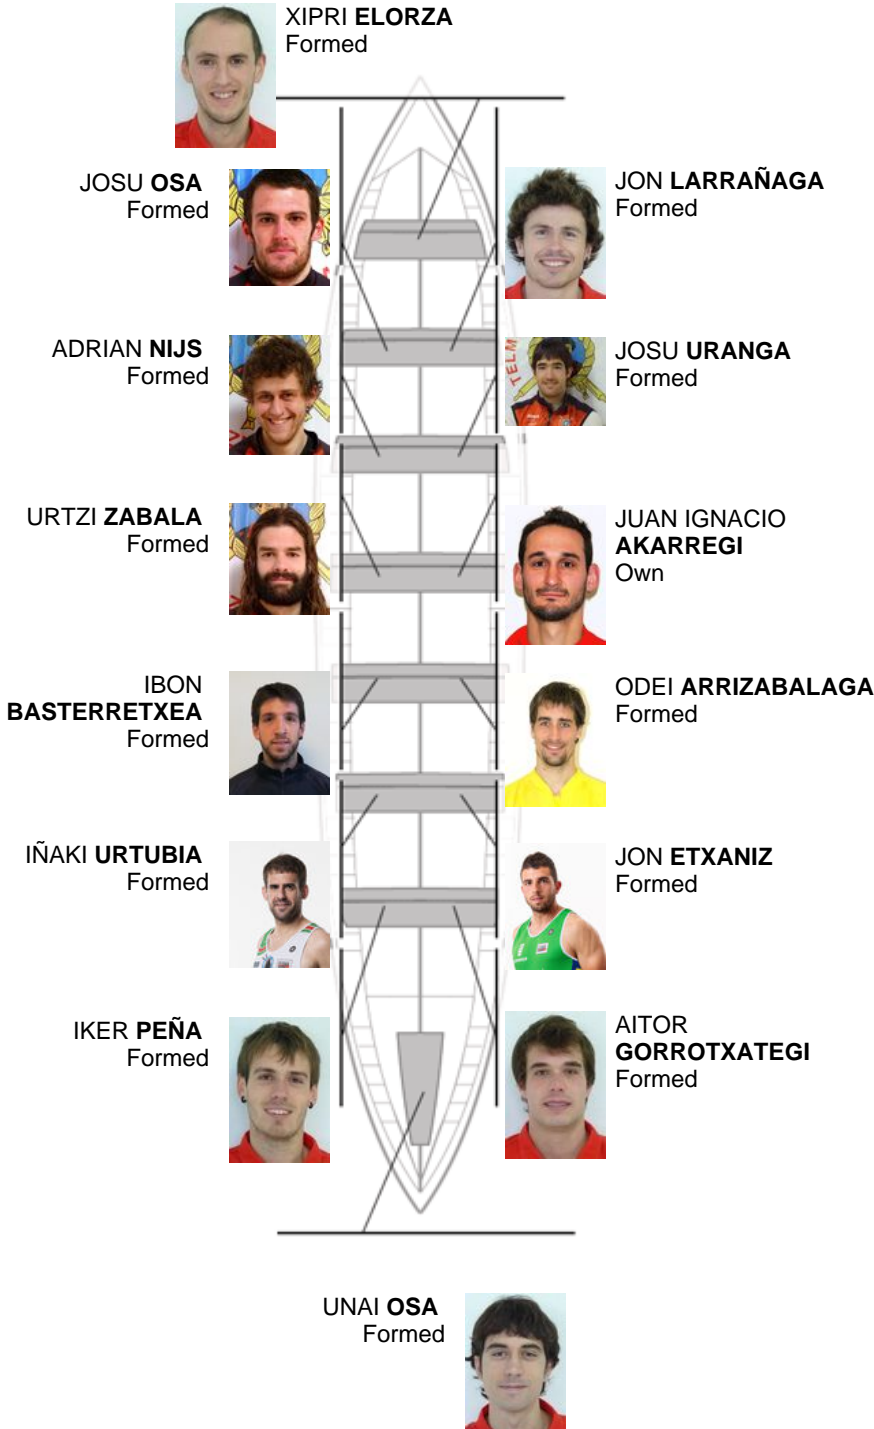 XIPRI ELORZA
Formed
JOSU OSA
Formed
JON LARRAÑAGA
Formed
ADRIAN NIJS
Formed
JOSU URANGA
Formed
TELM
URTZI ZABALA
Formed
JUAN IGNACIO
AKARREGI
Own
IBON
BASTERRETXEA
Formed
ODEI ARRIZABALAGA
Formed
IÑAKI URTUBIA
Formed
JON ETXANIZ
Formed
IKER PEÑA
Formed
AITOR
GORROTXATEGI
Formed
UNAI OSA
Formed